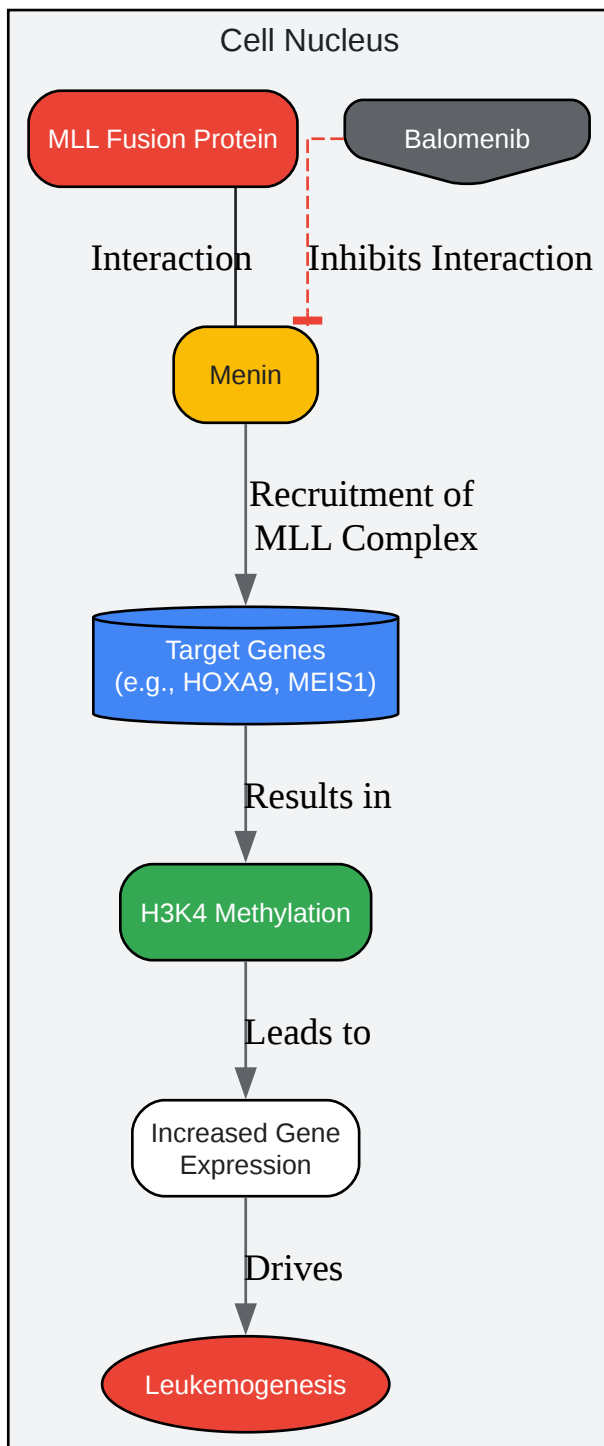 Cell Nucleus
MLL Fusion Protein
Balomenib
Interaction
Inhibits Interaction
Menin
Recruitment of
MLL Complex
Target Genes
(e.g., HOXA9, MEIS1)
Results in
H3K4 Methylation
Leads to
Increased Gene
Expression
Drives
Leukemogenesis